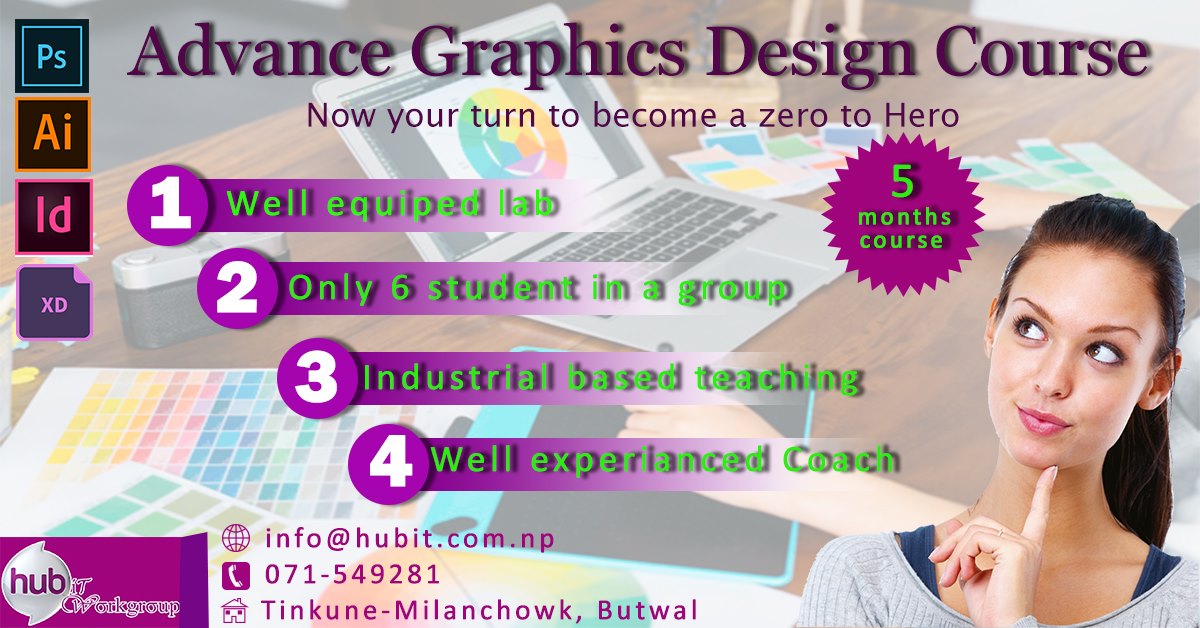 Ps
Advance Graphics Design Course
Now your turn to become a zero to Hero
Ai
Id
XD
1 Well equiped lab
2 Only 6 student in a group
3 Industrial based teaching
4 Well experianced Coach
5
months
course
info@hubit.com.np
071-549281
Tinkune-Milanchowk, Butwal
hub iT
Workgroup